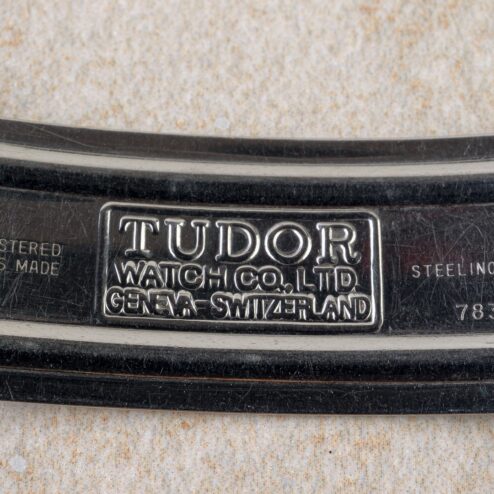 STERED
S MADE
TUDOR
WATCH CO., LTD.
GENEVA-SWITZERLAND
STEELINO
783